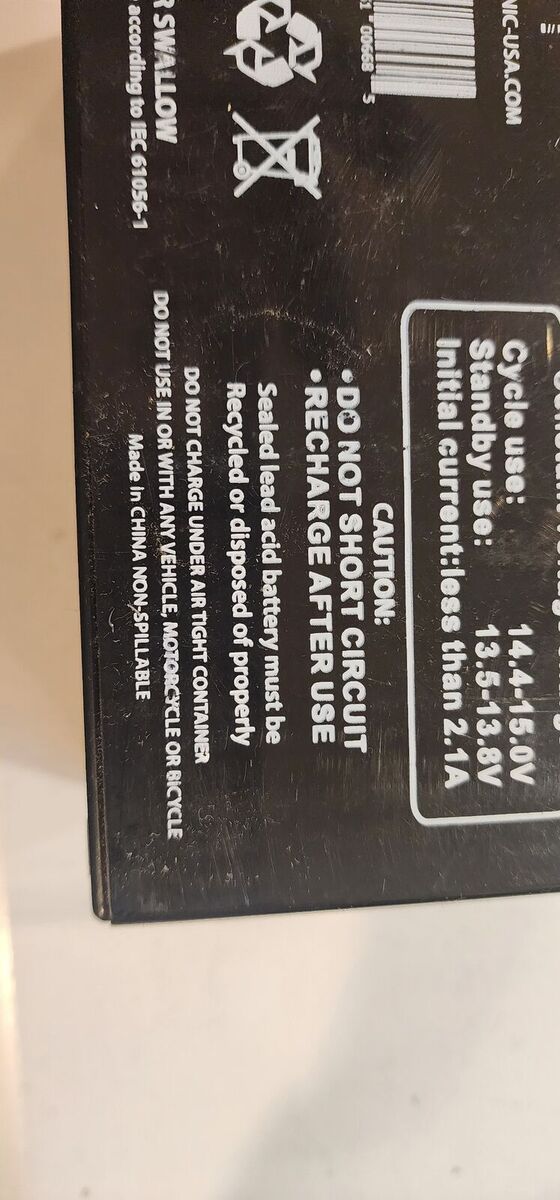 NIC-USA.COM
00668 5
R SWALLOW
according to IEC 61056-1
Cycle use: 14.4-15.0V
Standby use: 13.5-13.8V
Initial current:less than 2.1A
CAUTION:
•DO NOT SHORT CIRCUIT
•RECHARGE AFTER USE
Sealed lead acid battery must be
Recycled or disposed of properly
DO NOT CHARGE UNDER AIR TIGHT CONTAINER
DO NOT USE IN OR WITH ANY VEHICLE, MOTORCYCLE OR BICYCLE
Made In CHINA NON-SPILLABLE